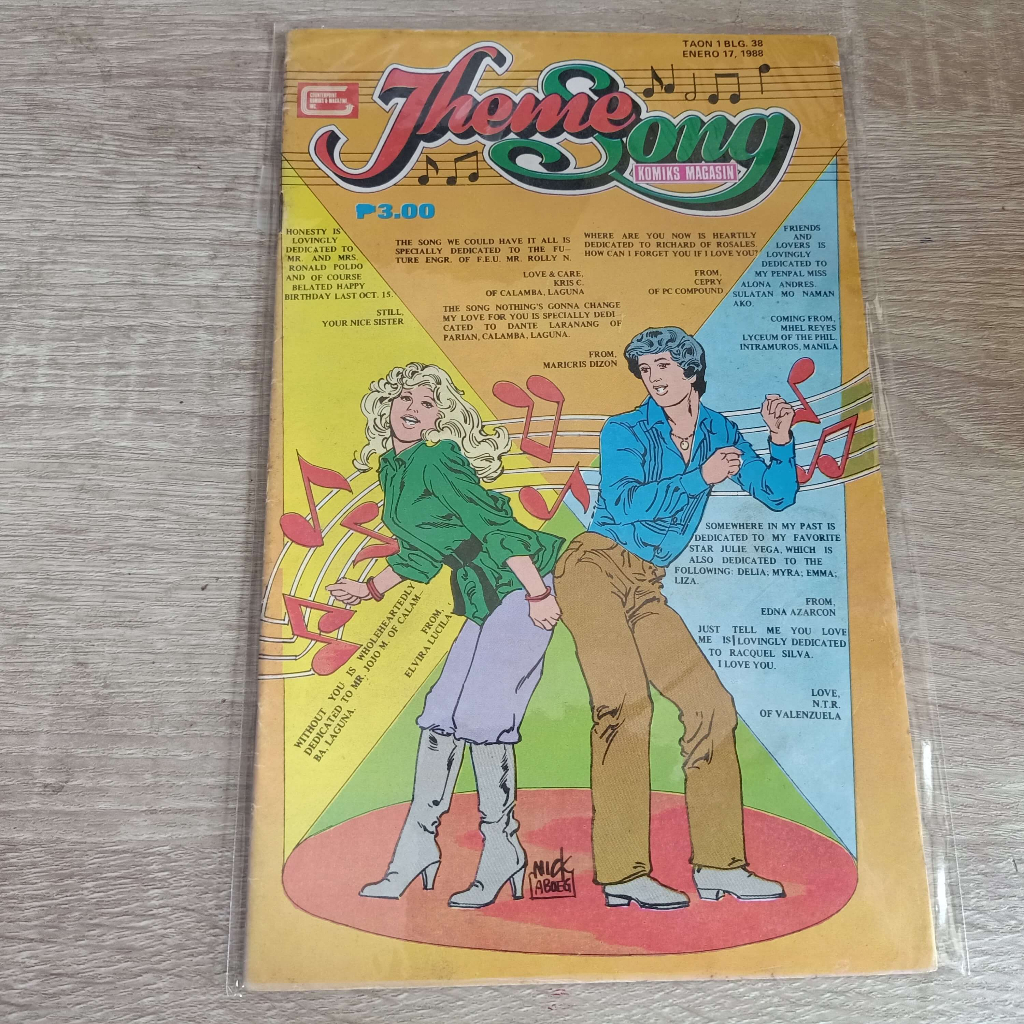 TAON 1 BLG. 38
ENERO 17, 1988
COUNTERPOINT
KOMIKS & MAGAZINE
INC.
Theme Song
KOMIKS MAGASIN
₱3.00
HONESTY IS
LOVINGLY
DEDICATED TO
MR. AND MRS.
RONALD POLDO
AND OF COURSE
BELATED HAPPY
BIRTHDAY LAST OCT. 15.
STILL,
YOUR NICE SISTER
THE SONG WE COULD HAVE IT ALL IS
SPECIALLY DEDICATED TO THE FU-
TURE ENGR. OF F.E.U. MR. ROLLY N.
LOVE & CARE,
KRIS C.
OF CALAMBA, LAGUNA
THE SONG NOTHING'S GONNA CHANGE
MY LOVE FOR YOU IS SPECIALLY DEDI
CATED TO DANTE LARANANG OF
PARIAN, CALAMBA, LAGUNA.
FROM,
MARICRIS DIZON
WHERE ARE YOU NOW IS HEARTILY
DEDICATED TO RICHARD OF ROSALES.
HOW CAN I FORGET YOU IF I LOVE YOU?
FROM,
CEPRY
OF PC COMPOUND
FRIENDS
AND
LOVERS IS
LOVINGLY
DEDICATED TO
MY PENPAL MISS
ALONA ANDRES.
SULATAN MO NAMAN
AKO.
COMING FROM,
MHEL REYES
LYCEUM OF THE PHIL.
INTRAMUROS, MANILA
SOMEWHERE IN MY PAST IS
DEDICATED TO MY FAVORITE
STAR JULIE VEGA, WHICH IS
ALSO DEDICATED TO THE
FOLLOWING: DELIA; MYRA; EMMA;
LIZA.
FROM,
EDNA AZARCON
JUST TELL ME YOU LOVE
ME IS LOVINGLY DEDICATED
TO RACQUEL SILVA.
I LOVE YOU.
LOVE,
N.T.R.
OF VALENZUELA
WITHOUT YOU IS WHOLEHEARTEDLY
DEDICATED TO MR. JOJO M. OF CALAM-
BA, LAGUNA.
FROM,
ELVIRA LUCILA
NICK
ABOEG